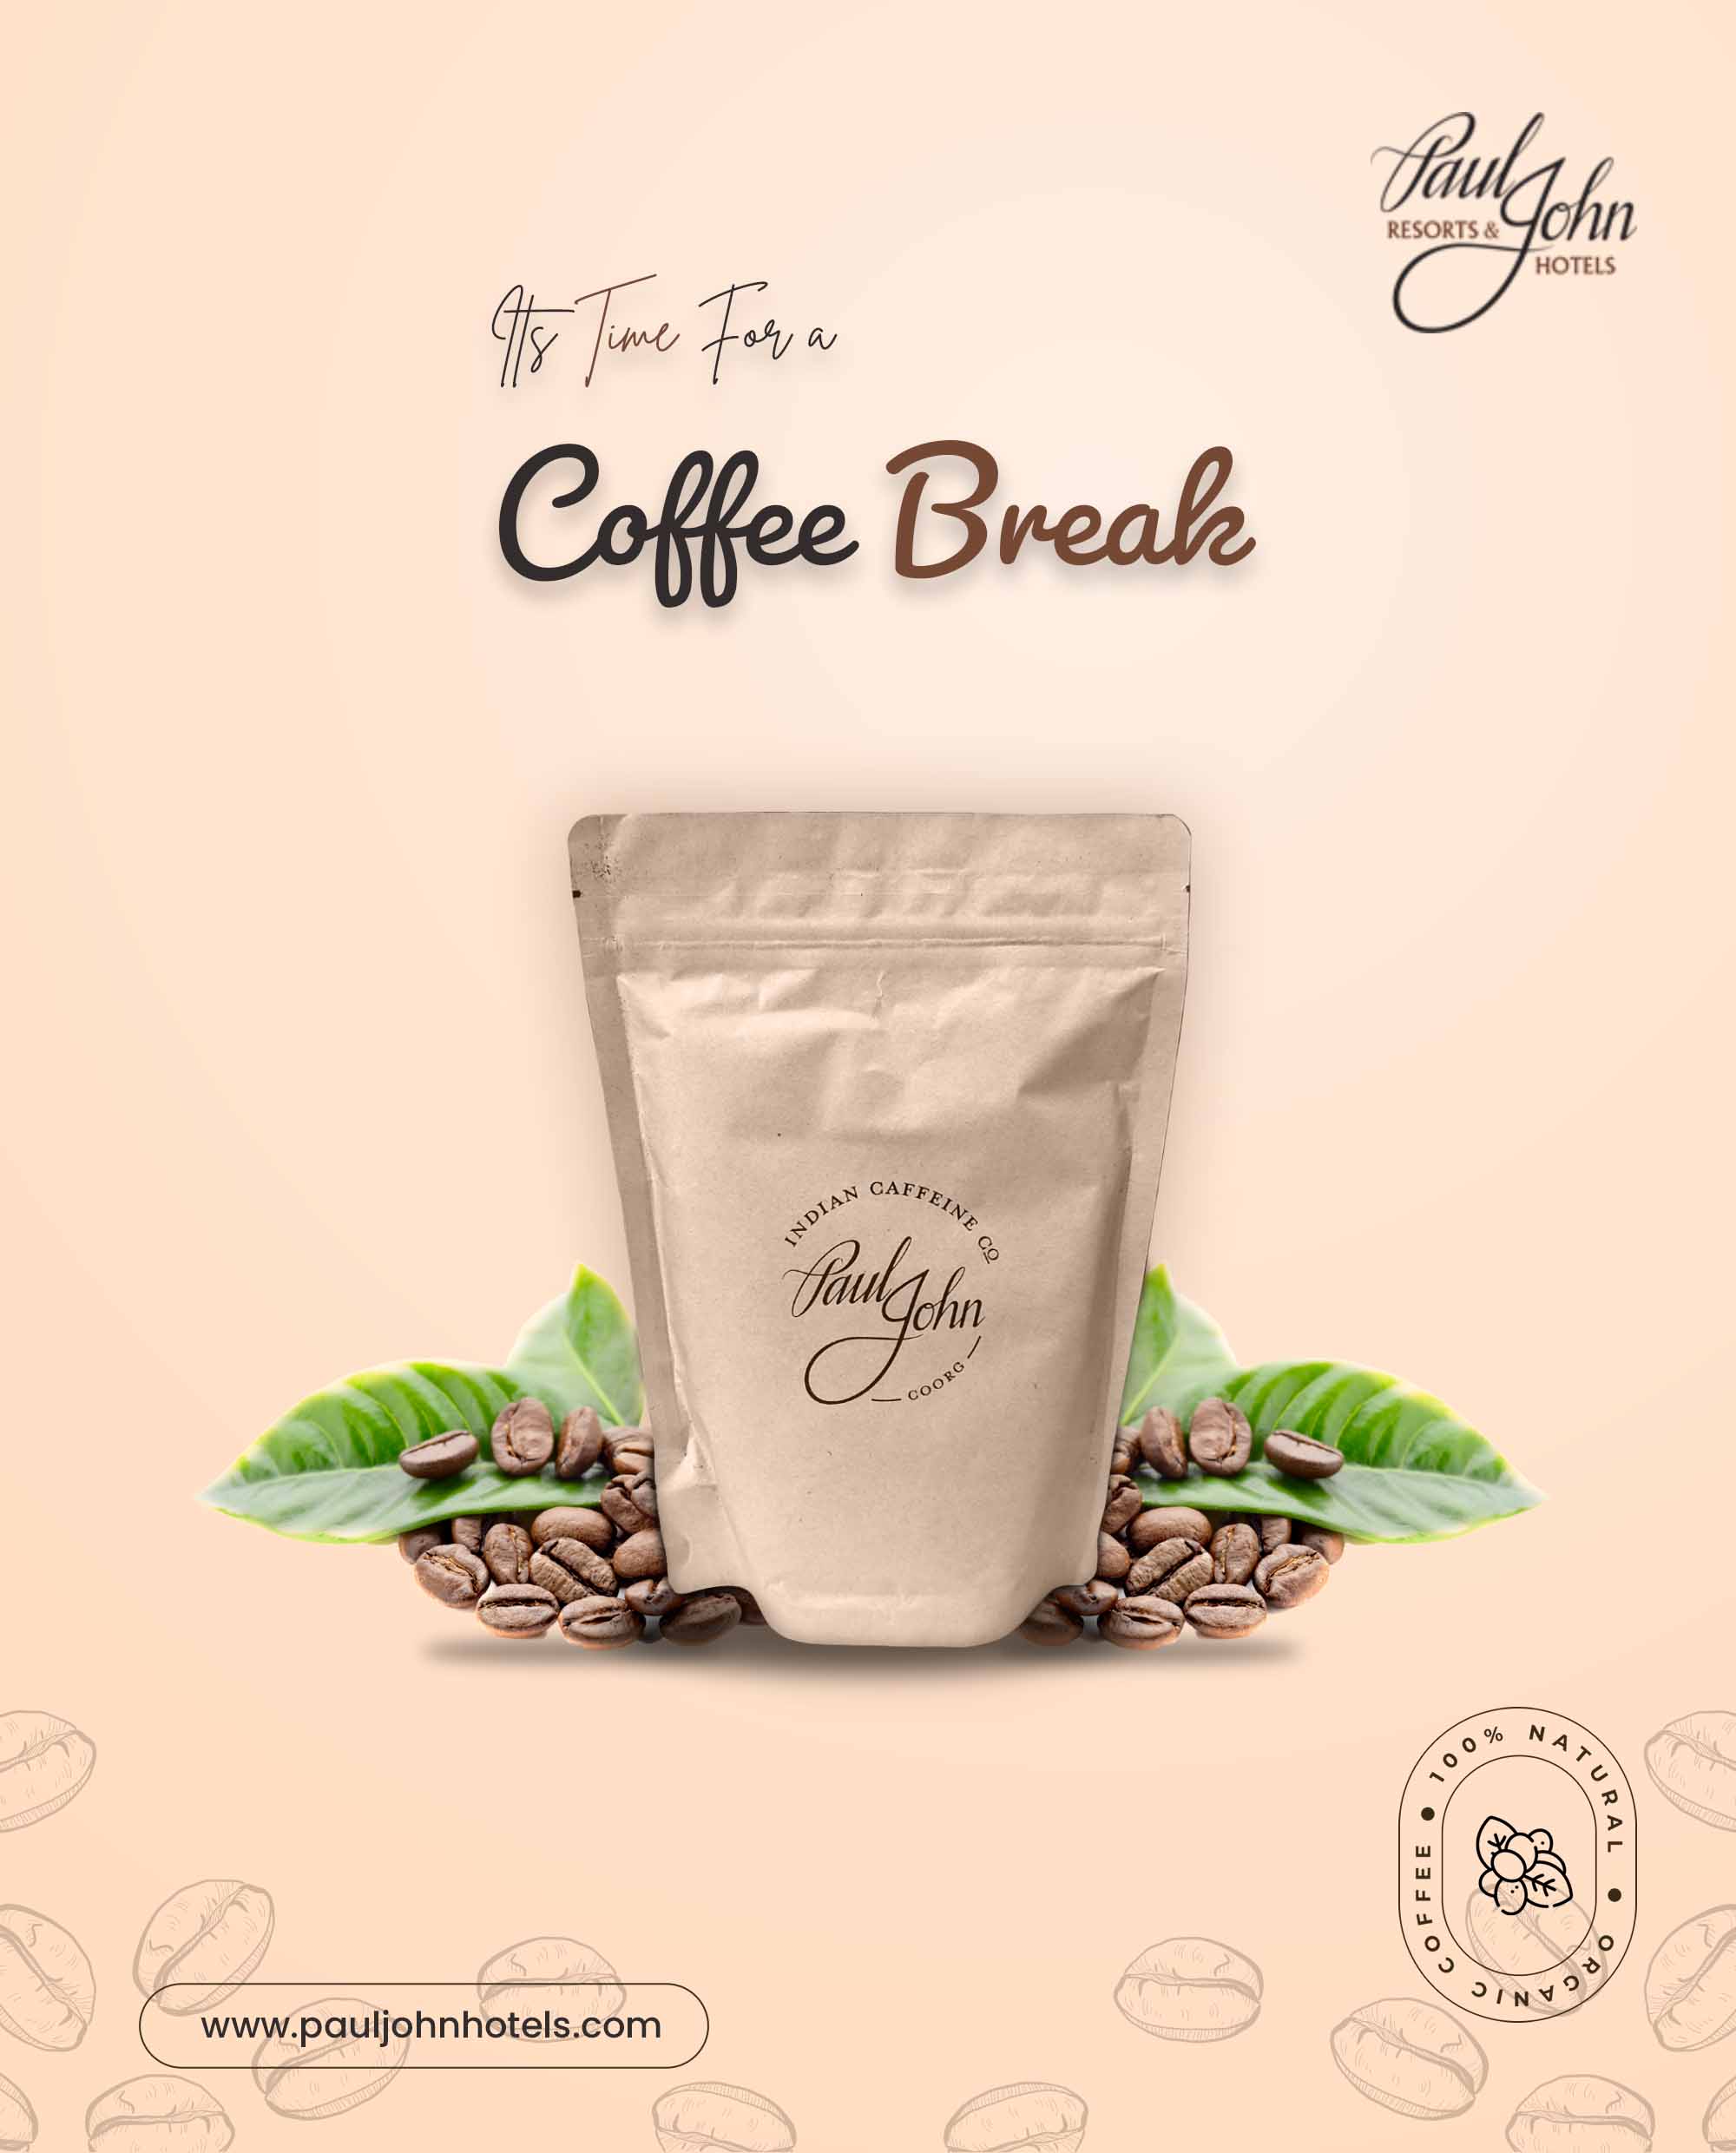 Paul John
RESORTS &
HOTELS
Its Time For a
Coffee Break
INDIAN CAFFEINE CO
Paul John
COORG
100% NATURAL • ORGANIC COFFEE •
www.pauljohnhotels.com